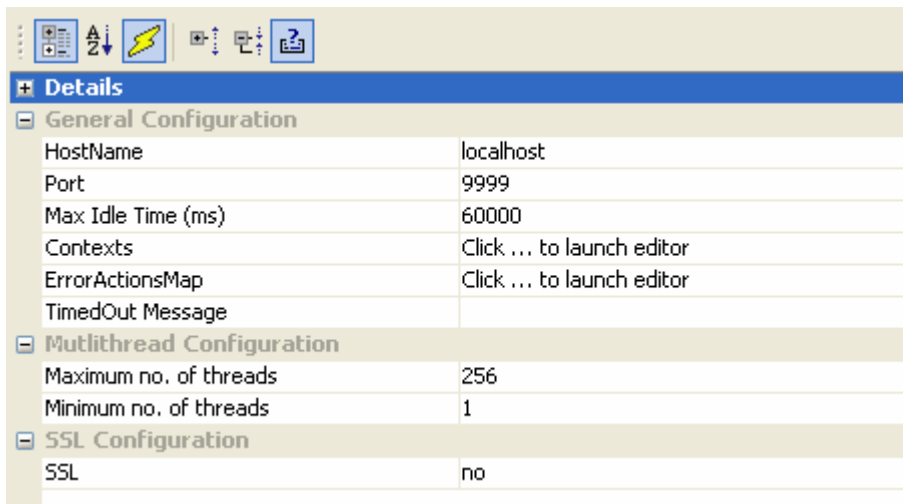 Details
General Configuration
HostName localhost
Port 9999
Max Idle Time (ms) 60000
Contexts Click ... to launch editor
ErrorActionsMap Click ... to launch editor
TimedOut Message
Mutlithread Configuration
Maximum no. of threads 256
Minimum no. of threads 1
SSL Configuration
SSL no